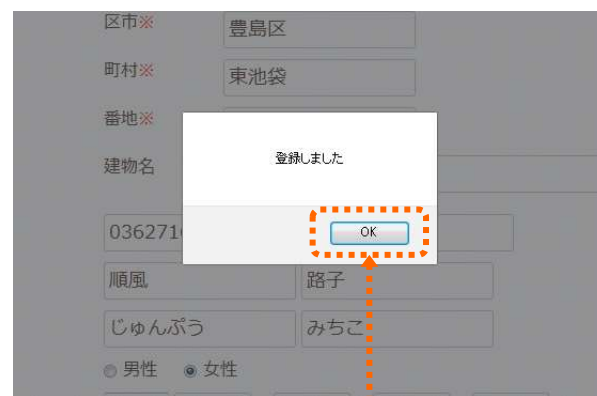 区市※ 豊島区
町村※ 東池袋
番地※
建物名
登録しました
OK
036271
順風 路子
じゅんぷう みちこ
男性 女性